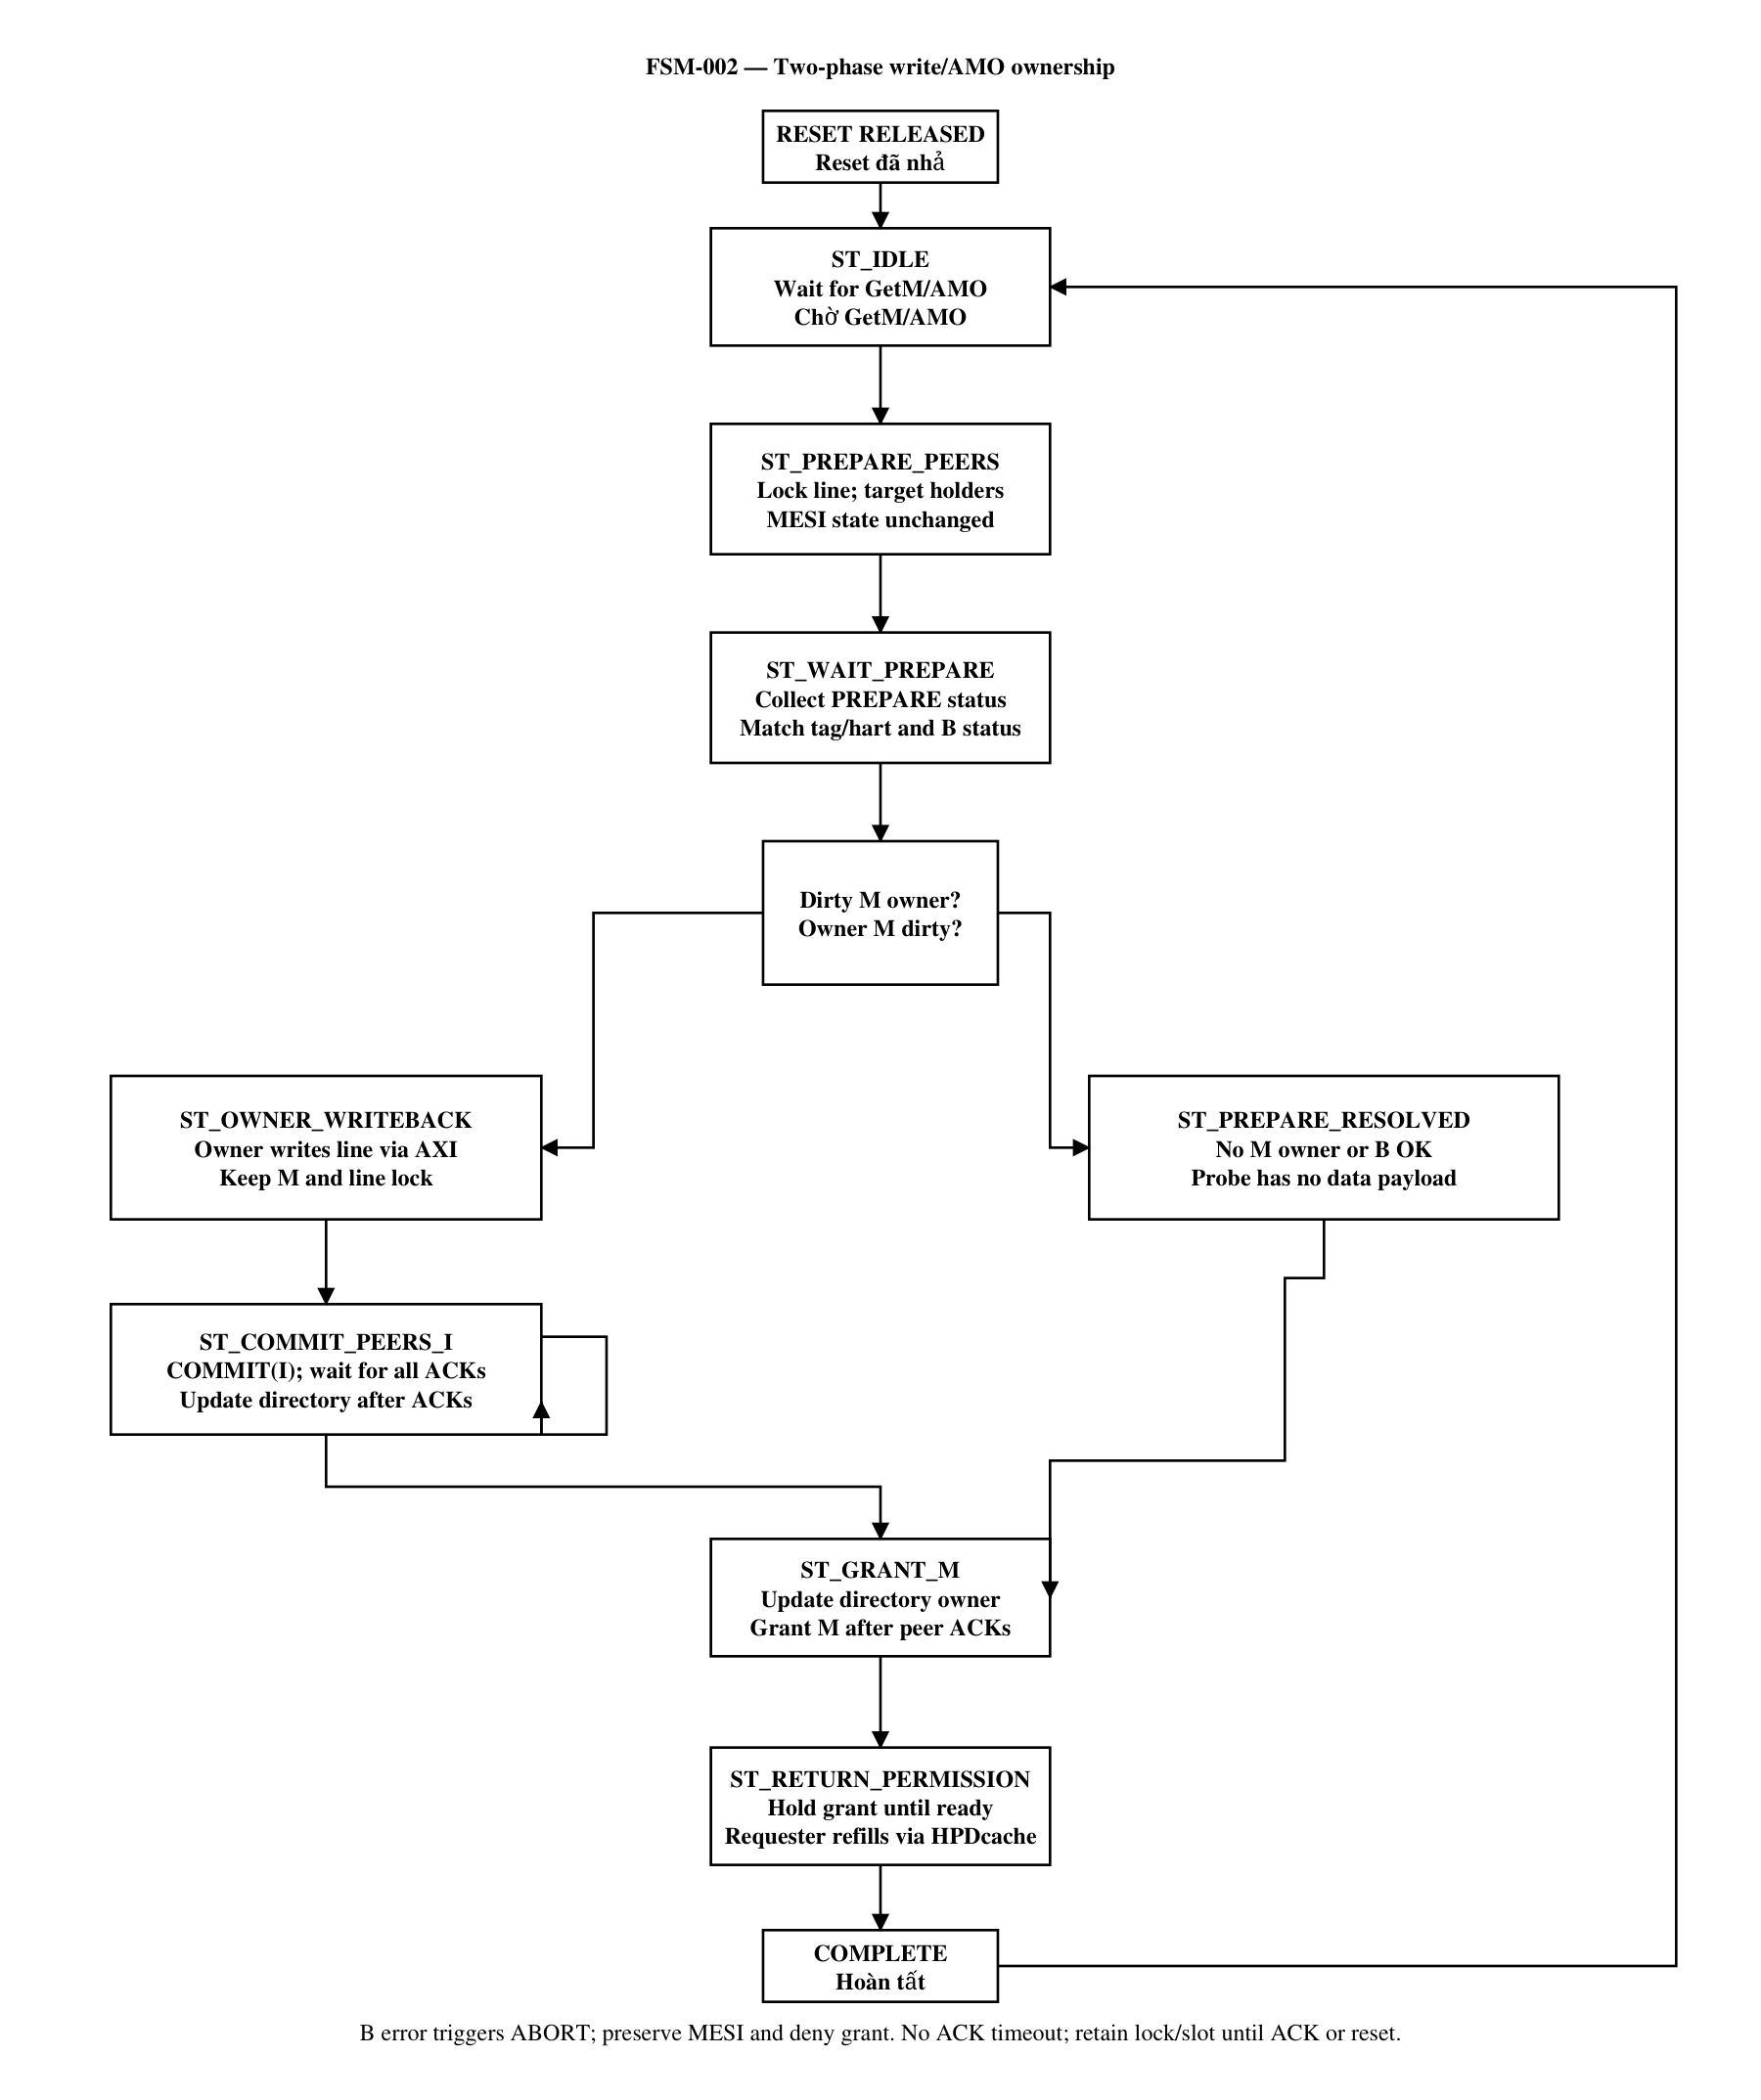 FSM-002 — Two-phase write/AMO ownership
RESET RELEASED
Reset đã nhả
ST_IDLE
Wait for GetM/AMO
Chờ GetM/AMO
ST_PREPARE_PEERS
Lock line; target holders
MESI state unchanged
ST_WAIT_PREPARE
Collect PREPARE status
Match tag/hart and B status
Dirty M owner?
Owner M dirty?
ST_OWNER_WRITEBACK
Owner writes line via AXI
Keep M and line lock
ST_PREPARE_RESOLVED
No M owner or B OK
Probe has no data payload
ST_COMMIT_PEERS_I
COMMIT(I); wait for all ACKs
Update directory after ACKs
ST_GRANT_M
Update directory owner
Grant M after peer ACKs
ST_RETURN_PERMISSION
Hold grant until ready
Requester refills via HPDcache
COMPLETE
Hoàn tất
B error triggers ABORT; preserve MESI and deny grant. No ACK timeout; retain lock/slot until ACK or reset.